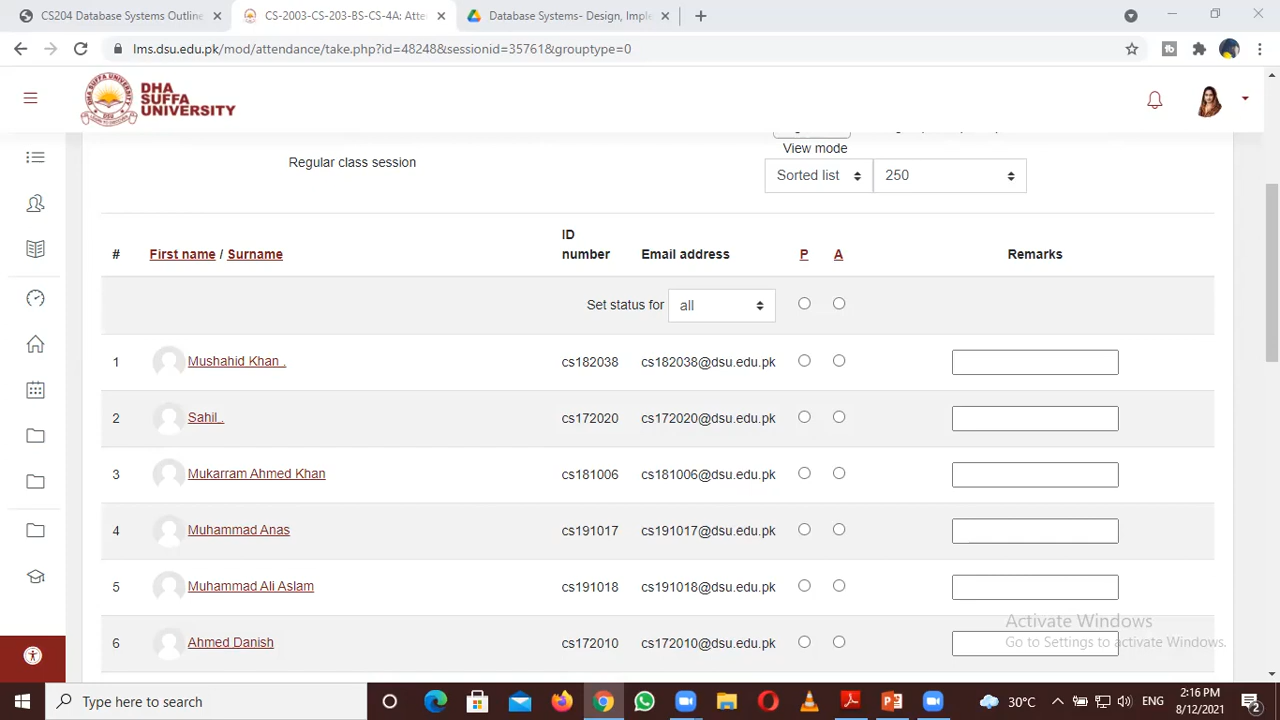 CS204 Database Systems Outline
CS-2003-CS-203-BS-CS-4A: Atte
Database Systems- Design, Imple
lms.dsu.edu.pk/mod/attendance/take.php?id=48248&sessionid=35761&grouptype=0
DHA
SUFFA
UNIVERSITY
View mode
Regular class session
Sorted list 250
# First name / Surname ID number Email address P A Remarks
Set status for all
1 Mushahid Khan . cs182038 cs182038@dsu.edu.pk
2 Sahil . cs172020 cs172020@dsu.edu.pk
3 Mukarram Ahmed Khan cs181006 cs181006@dsu.edu.pk
4 Muhammad Anas cs191017 cs191017@dsu.edu.pk
5 Muhammad Ali Aslam cs191018 cs191018@dsu.edu.pk
6 Ahmed Danish cs172010 cs172010@dsu.edu.pk
Activate Windows
Go to Settings to activate Windows.
Type here to search
30°C
ENG
2:16 PM
8/12/2021
2